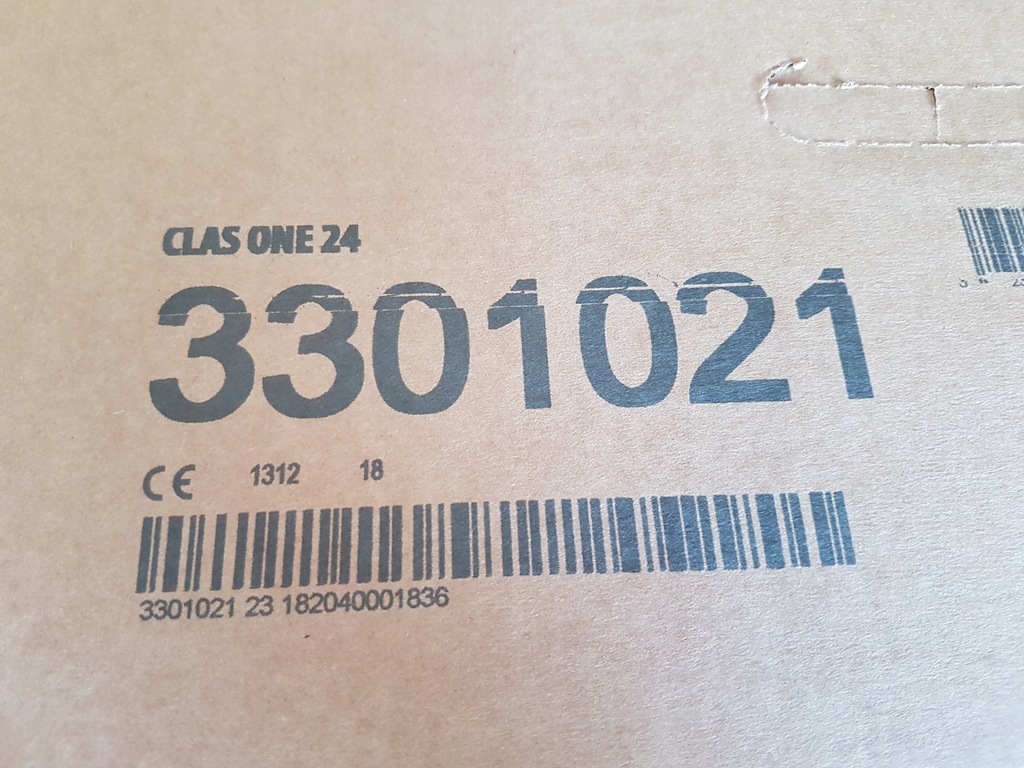 CLAS ONE 24
3301021
CE 1312 18
3301021 23 182040001836